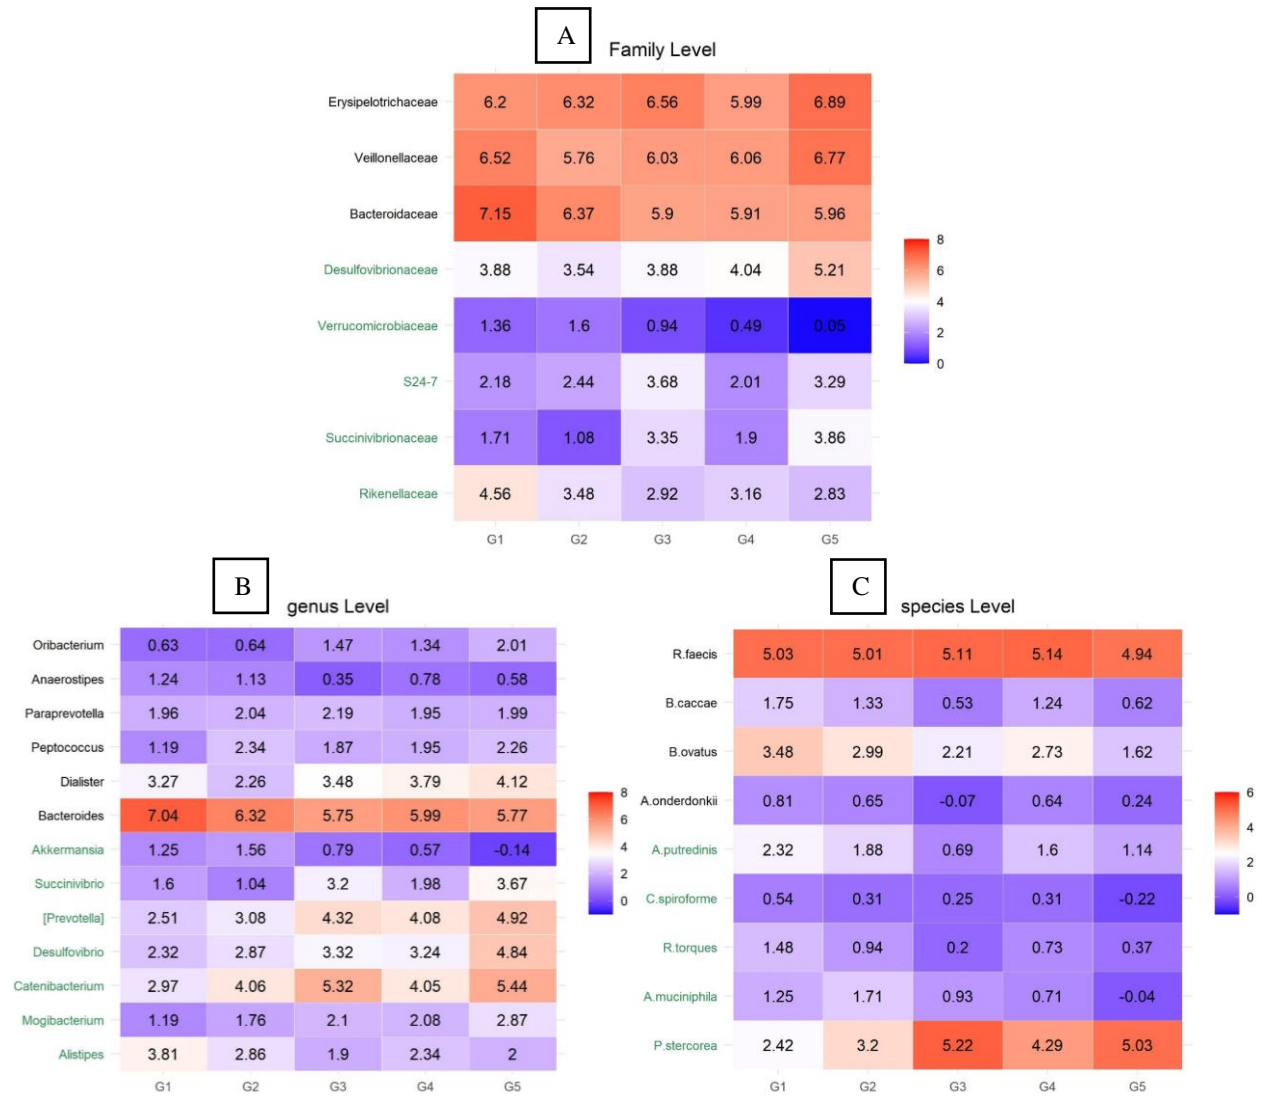 A
Family Level
Erysipelotrichaceae 6.2 6.32 6.56 5.99 6.89
Veillonellaceae 6.52 5.76 6.03 6.06 6.77
Bacteroidaceae 7.15 6.37 5.9 5.91 5.96
Desulfovibrionaceae 3.88 3.54 3.88 4.04 5.21
Verrucomicrobiaceae 1.36 1.6 0.94 0.49 0.05
S24-7 2.18 2.44 3.68 2.01 3.29
Succinivibrionaceae 1.71 1.08 3.35 1.9 3.86
Rikenellaceae 4.56 3.48 2.92 3.16 2.83
G1 G2 G3 G4 G5
8
6
4
2
0
B
genus Level
Oribacterium 0.63 0.64 1.47 1.34 2.01
Anaerostipes 1.24 1.13 0.35 0.78 0.58
Paraprevotella 1.96 2.04 2.19 1.95 1.99
Peptococcus 1.19 2.34 1.87 1.95 2.26
Dialister 3.27 2.26 3.48 3.79 4.12
Bacteroides 7.04 6.32 5.75 5.99 5.77
Akkermansia 1.25 1.56 0.79 0.57 -0.14
Succinivibrio 1.6 1.04 3.2 1.98 3.67
[Prevotella] 2.51 3.08 4.32 4.08 4.92
Desulfovibrio 2.32 2.87 3.32 3.24 4.84
Catenibacterium 2.97 4.06 5.32 4.05 5.44
Mogibacterium 1.19 1.76 2.1 2.08 2.87
Alistipes 3.81 2.86 1.9 2.34 2
G1 G2 G3 G4 G5
8
6
4
2
0
C
species Level
R.faecis 5.03 5.01 5.11 5.14 4.94
B.caccae 1.75 1.33 0.53 1.24 0.62
B.ovatus 3.48 2.99 2.21 2.73 1.62
A.onderdonkii 0.81 0.65 -0.07 0.64 0.24
A.putredinis 2.32 1.88 0.69 1.6 1.14
C.spiroforme 0.54 0.31 0.25 0.31 -0.22
R.torques 1.48 0.94 0.2 0.73 0.37
A.muciniphila 1.25 1.71 0.93 0.71 -0.04
P.stercorea 2.42 3.2 5.22 4.29 5.03
G1 G2 G3 G4 G5
6
4
2
0